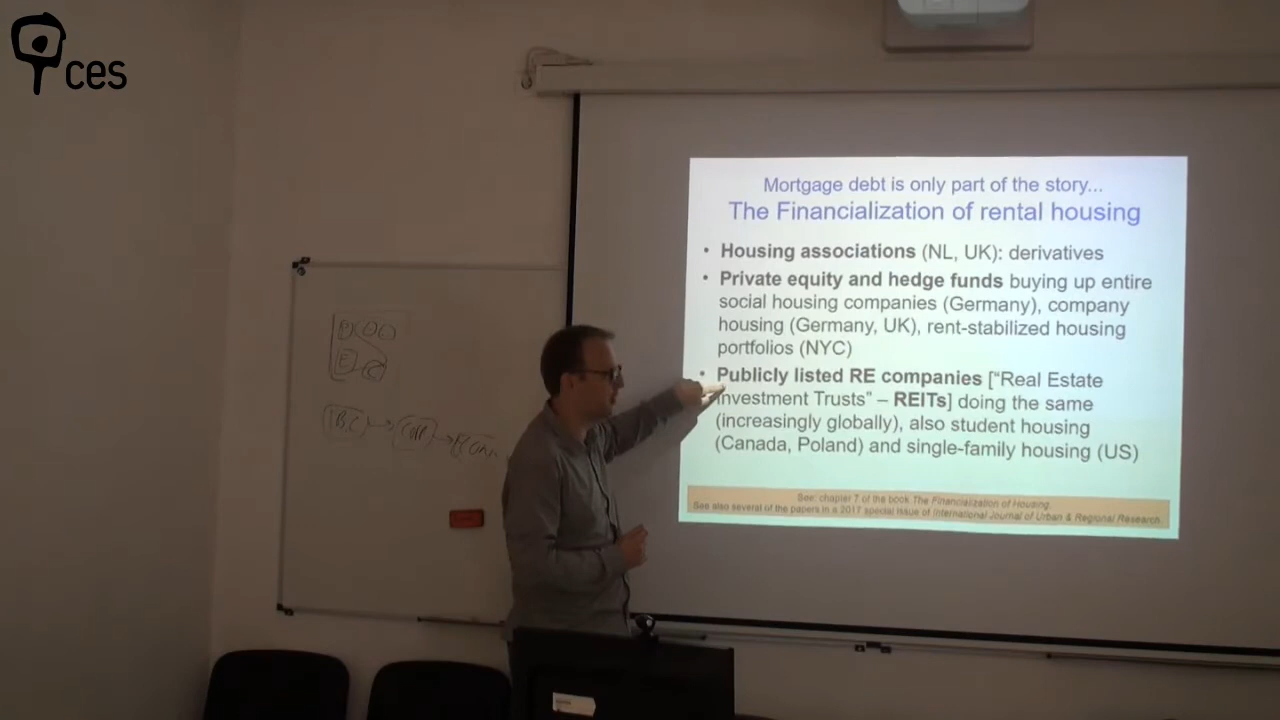 ces
Mortgage debt is only part of the story...
The Financialization of rental housing
• Housing associations (NL, UK): derivatives
• Private equity and hedge funds buying up entire
social housing companies (Germany), company
housing (Germany, UK), rent-stabilized housing
portfolios (NYC)
• Publicly listed RE companies ["Real Estate
Investment Trusts" – REITs] doing the same
(increasingly globally), also student housing
(Canada, Poland) and single-family housing (US)
See: chapter 7 of the book The Financialization of Housing.
See also several of the papers in a 2017 special issue of International Journal of Urban & Regional Research.